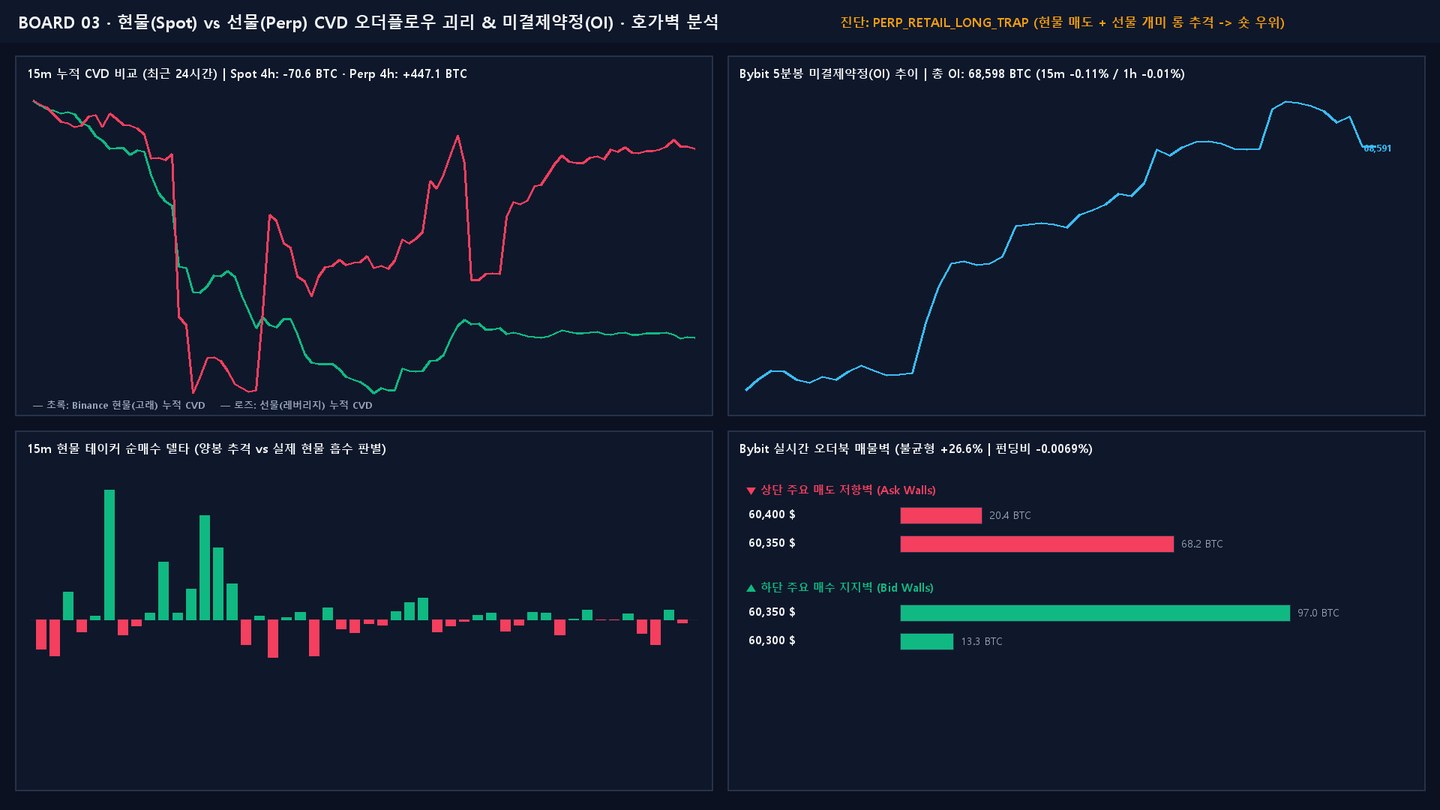 BOARD 03 · 현물(Spot) vs 선물(Perp) CVD 오더플로우 괴리 & 미결제약정(OI) · 호가벽 분석
진단: PERP_RETAIL_LONG_TRAP (현물 매도 + 선물 개미 롱 추격 -> 숏 우위)
15m 누적 CVD 비교 (최근 24시간) | Spot 4h: -70.6 BTC · Perp 4h: +447.1 BTC
— 초록: Binance 현물(고래) 누적 CVD — 로즈: 선물(레버리지) 누적 CVD
Bybit 5분봉 미결제약정(OI) 추이 | 총 OI: 68,598 BTC (15m -0.11% / 1h -0.01%)
68,591
15m 현물 테이커 순매수 델타 (양봉 추격 vs 실제 현물 흡수 판별)
Bybit 실시간 오더북 매물벽 (불균형 +26.6% | 펀딩비 -0.0069%)
▼ 상단 주요 매도 저항벽 (Ask Walls)
60,400 $ 20.4 BTC
60,350 $ 68.2 BTC
▲ 하단 주요 매수 지지벽 (Bid Walls)
60,350 $ 97.0 BTC
60,300 $ 13.3 BTC